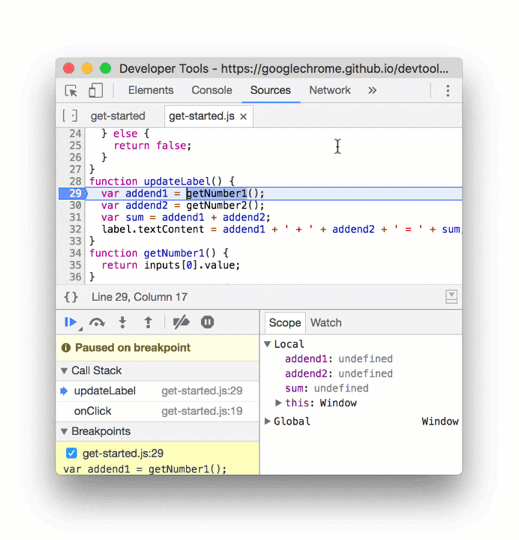 Developer Tools - https://googlechrome.github.io/devtool...
Elements Console Sources Network »
get-started get-started.js ×
24 } else {
25 return false;
26 }
27 }
28 function updateLabel() {
29 var addend1 = getNumber1();
30 var addend2 = getNumber2();
31 var sum = addend1 + addend2;
32 label.textContent = addend1 + ' + ' + addend2 + ' = ' + sum
33 }
34 function getNumber1() {
35 return inputs[0].value;
36 }
{} Line 29, Column 17
Paused on breakpoint
Call Stack
updateLabel get-started.js:29
onClick get-started.js:19
Breakpoints
get-started.js:29
var addend1 = getNumber1();
Scope Watch
Local
addend1: undefined
addend2: undefined
sum: undefined
this: Window
Global Window